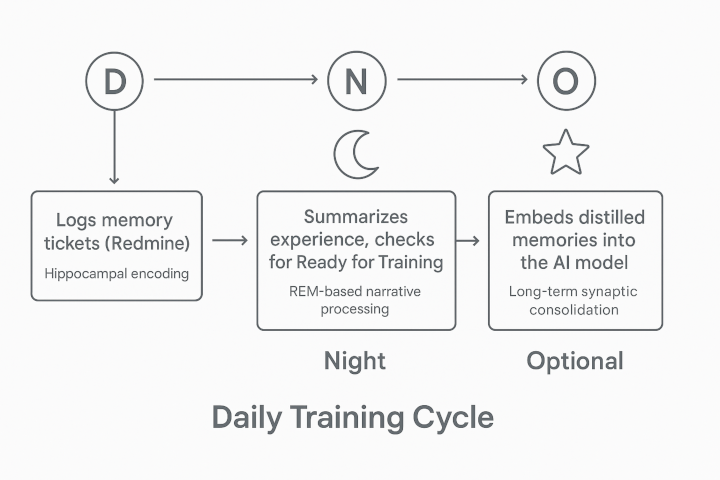 D
N
O
Logs memory
tickets (Redmine)
Hippocampal encoding
Summarizes
experience, checks
for Ready for Training
REM-based narrative
processing
Embeds distilled
memories into
the AI model
Long-term synaptic
consolidation
Night
Optional
Daily Training Cycle